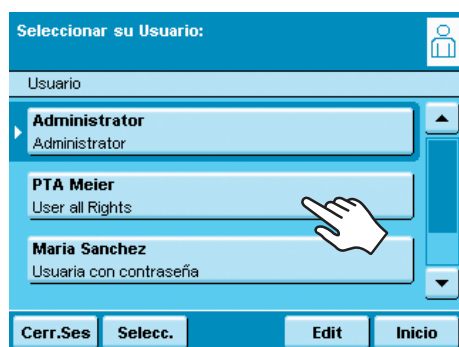 Seleccionar su Usuario:
Usuario
Administrator
Administrator
PTA Meier
User all Rights
Maria Sanchez
Usuaria con contraseña
Cerr.Ses
Selecc.
Edit
Inicio